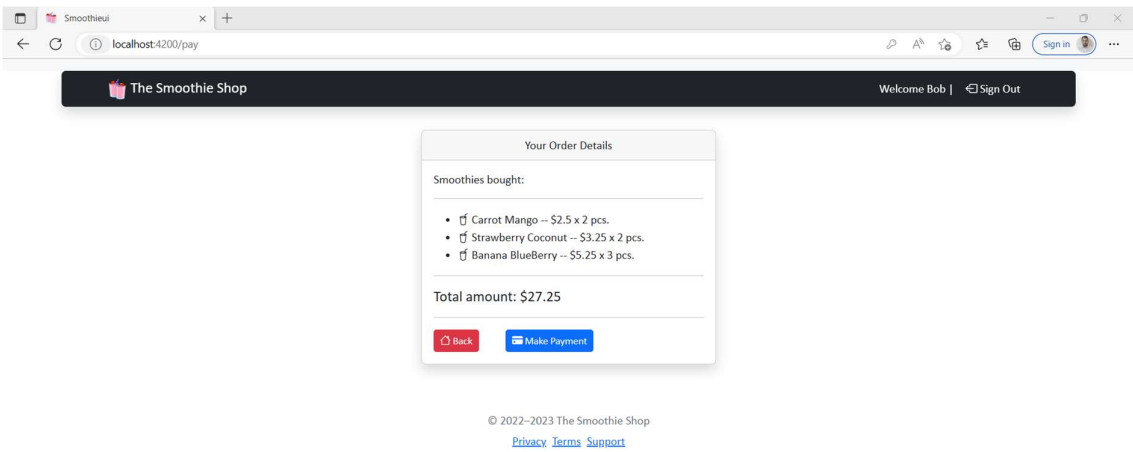 Smoothieui
localhost:4200/pay
Sign in
The Smoothie Shop
Welcome Bob | Sign Out
Your Order Details
Smoothies bought:
• Carrot Mango -- $2.5 x 2 pcs.
• Strawberry Coconut -- $3.25 x 2 pcs.
• Banana BlueBerry -- $5.25 x 3 pcs.
Total amount: $27.25
Back Make Payment
© 2022–2023 The Smoothie Shop
Privacy Terms Support